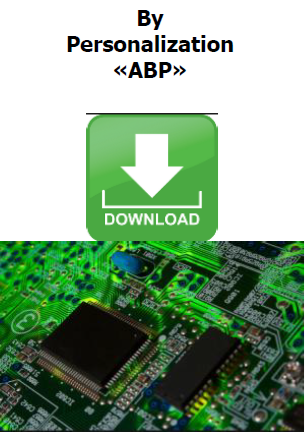 By
Personalization
«ABP»
DOWNLOAD